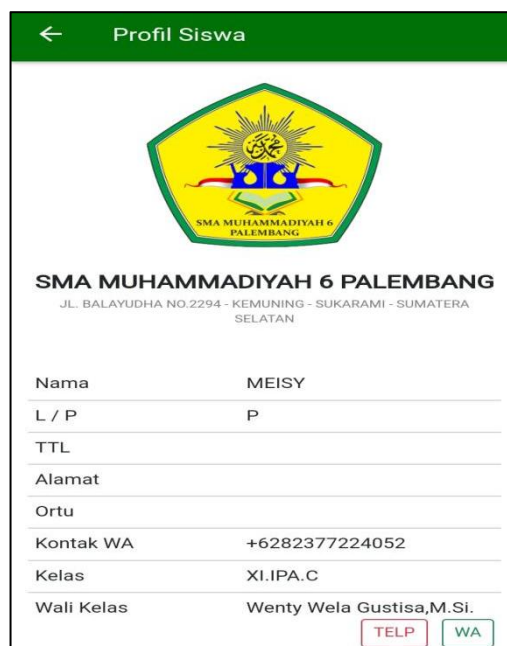 Profil Siswa
SMA MUHAMMADIYAH 6
PALEMBANG
SMA MUHAMMADIYAH 6 PALEMBANG
JL. BALAYUDHA NO.2294 - KEMUNING - SUKARAMI - SUMATERA
SELATAN
Nama MEISY
L / P P
TTL
Alamat
Ortu
Kontak WA +6282377224052
Kelas XI.IPA.C
Wali Kelas Wenty Wela Gustisa,M.Si.
TELP WA